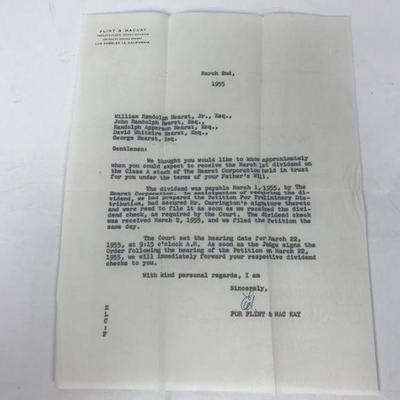 FLINT & MACKAY
LOS ANGELES 13, CALIFORNIA
March 2nd,
1955
William Randolph Hearst, Jr., Esq.,
John Randolph Hearst, Esq.,
Randolph Apperson Hearst, Esq.,
David Whitmire Hearst, Esq.,
George Hearst, Esq.
Gentlemen:
We thought you would like to know approximately
when you could expect to receive the March 1st dividend on
the Class A stock of The Hearst Corporation held in trust
for you under the terms of your Father's Will.
The dividend was payable March 1, 1955, by The
Hearst Corporation. In anticipation of receiving the di-
vidend, we had prepared the Petition For Preliminary Dis-
tribution, had secured Mr. Carrington's signature thereto
and were ready to file it as soon as we received the divi-
dend check, as required by the Court. The dividend check
was received March 2, 1955, and we filed the Petition the
same day.
The Court set the hearing date for March 22,
1955, at 9:15 o'clock A.M. As soon as the Judge signs the
Order following the hearing of the Petition on March 22,
1955, we will immediately forward your respective dividend
checks to you.
With kind personal regards, I am
Sincerely,
Ed
FOR FLINT & MAC KAY
E
L
C
:
F